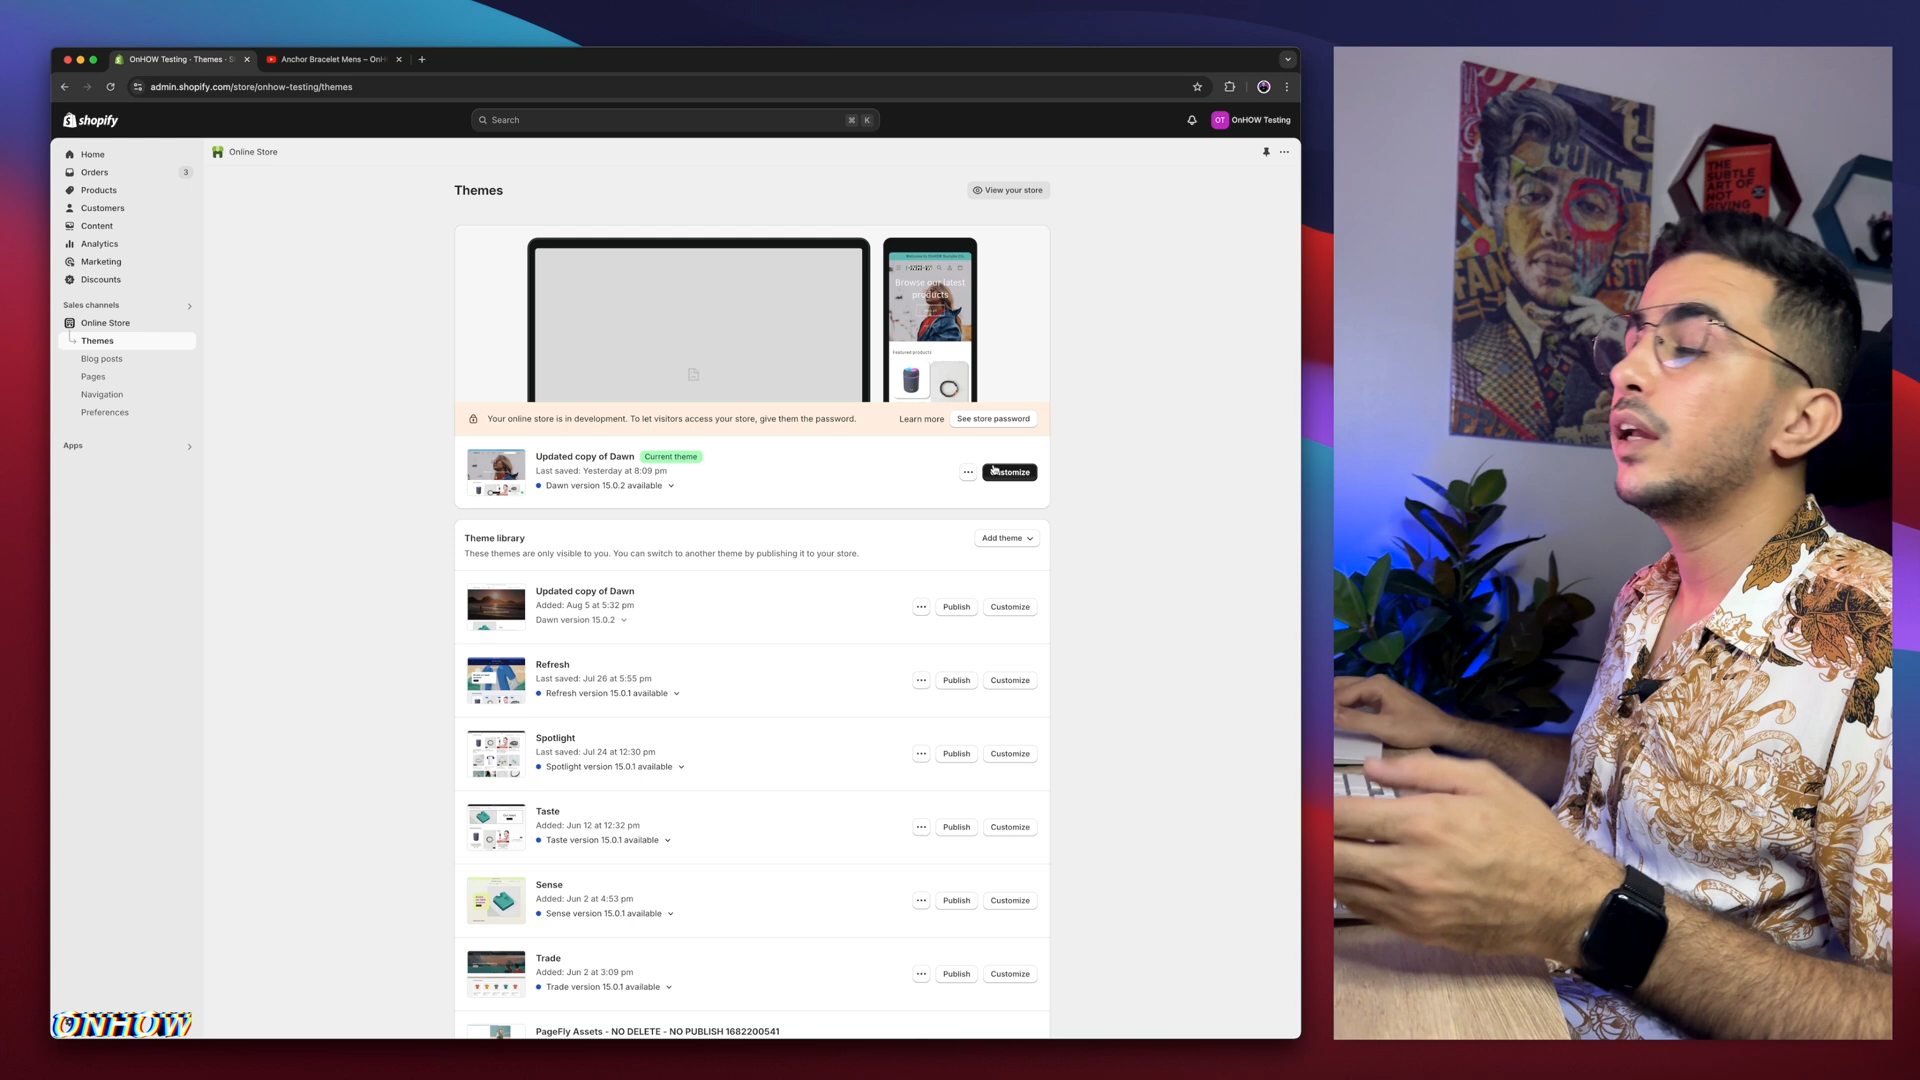 OnHOW Testing · Themes · S
Anchor Bracelet Mens – OnH
admin.shopify.com/store/onhow-testing/themes
shopify
Search
⌘ K
OT OnHOW Testing
Home
Orders 3
Products
Customers
Content
Analytics
Marketing
Discounts
Sales channels
Online Store
Themes
Blog posts
Pages
Navigation
Preferences
Apps
Online Store
Themes
View your store
ONHOW
Browse our latest
products
Featured products
Your online store is in development. To let visitors access your store, give them the password.
Learn more
See store password
Updated copy of Dawn Current theme
Last saved: Yesterday at 8:09 pm
Dawn version 15.0.2 available
Theme library
Add theme
These themes are only visible to you. You can switch to another theme by publishing it to your store.
Updated copy of Dawn
Added: Aug 5 at 5:32 pm
Dawn version 15.0.2
Publish Customize
Refresh
Last saved: Jul 26 at 5:55 pm
Refresh version 15.0.1 available
Publish Customize
Spotlight
Last saved: Jul 24 at 12:30 pm
Spotlight version 15.0.1 available
Publish Customize
Taste
Added: Jun 12 at 12:32 pm
Taste version 15.0.1 available
Publish Customize
Sense
Added: Jun 2 at 4:53 pm
Sense version 15.0.1 available
Publish Customize
Trade
Added: Jun 2 at 3:09 pm
Trade version 15.0.1 available
Publish Customize
PageFly Assets - NO DELETE - NO PUBLISH 1682200541
ONHOW
THE
SUBTLE
ART OF
NOT
GIVING